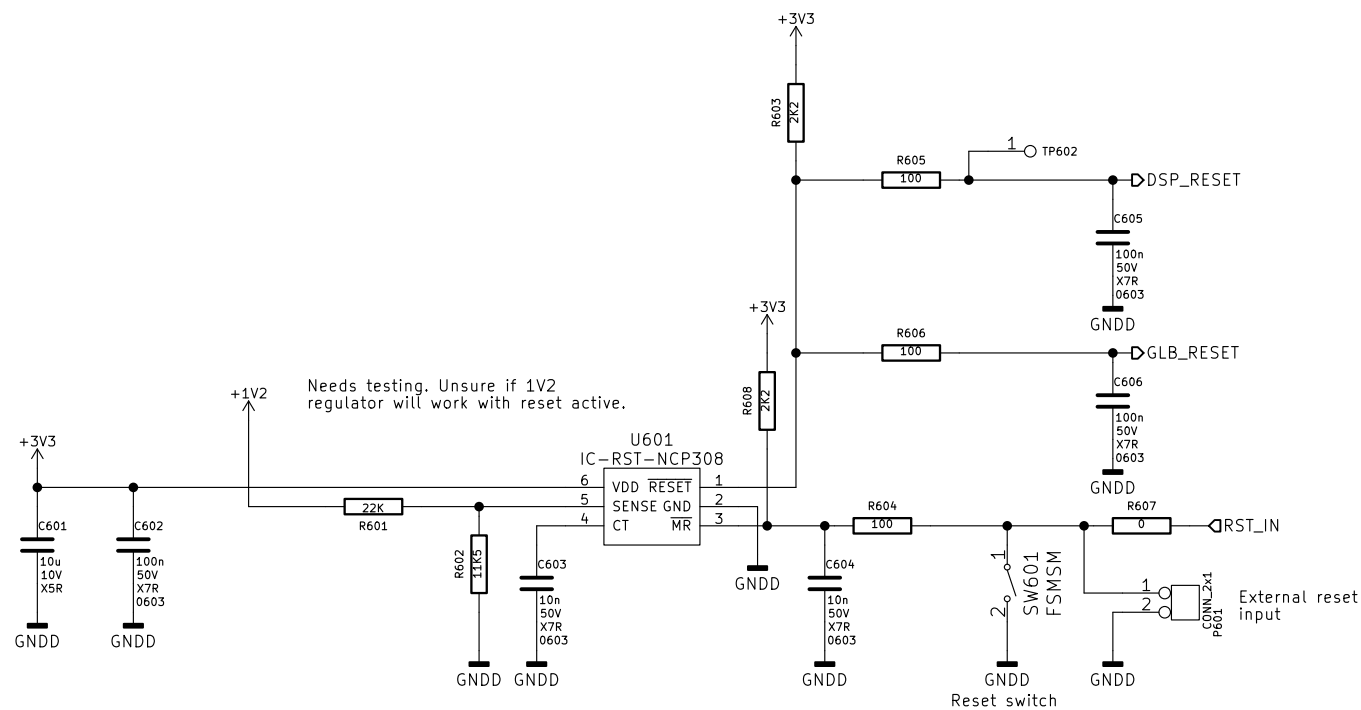 +3V3
R603
2K2
1
TP602
R605
100
DSP_RESET
C605
100n
50V
X7R
0603
GNDD
+3V3
R608
2K2
R606
100
GLB_RESET
C606
100n
50V
X7R
0603
GNDD
+1V2
Needs testing. Unsure if 1V2
regulator will work with reset active.
+3V3
U601
IC-RST-NCP308
6 VDD RESET 1
5 SENSE GND 2
4 CT MR 3
22K
R601
R602
11K5
GNDD
C601
10u
10V
X5R
GNDD
C602
100n
50V
X7R
0603
GNDD
C603
10n
50V
X7R
0603
GNDD
GNDD
C604
10n
50V
X7R
0603
GNDD
R604
100
R607
0
RST_IN
1
2
SW601
FSMSM
GNDD
Reset switch
1
2
CONN_2x1
P601
External reset
input
GNDD